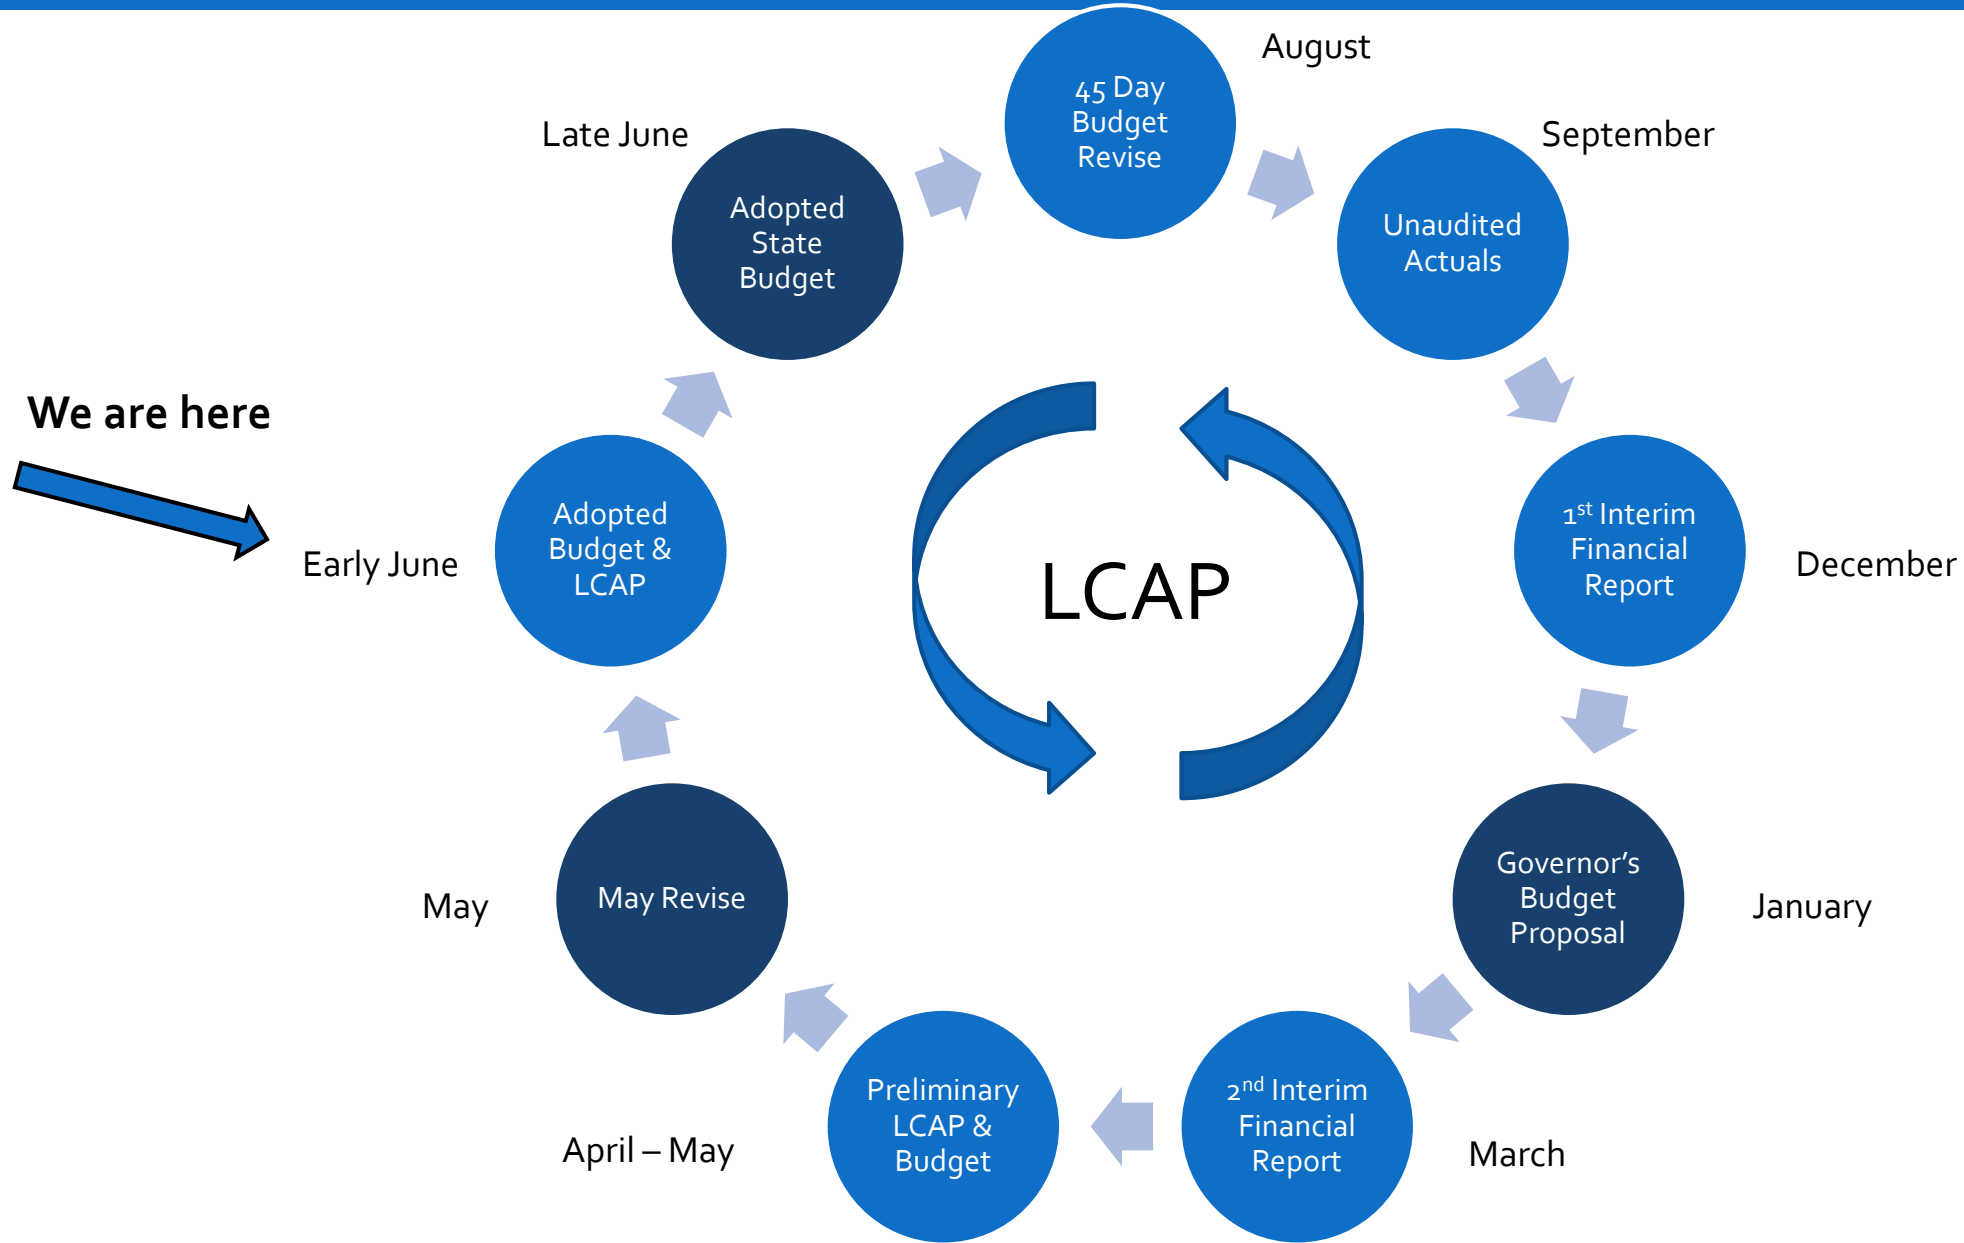 August
45 Day
Budget
Revise
September
Unaudited
Actuals
1st Interim
Financial
Report
December
Governor's
Budget
Proposal
January
2nd Interim
Financial
Report
March
Preliminary
LCAP &
Budget
April – May
May Revise
May
Adopted
Budget &
LCAP
Early June
We are here
Adopted
State
Budget
Late June
LCAP